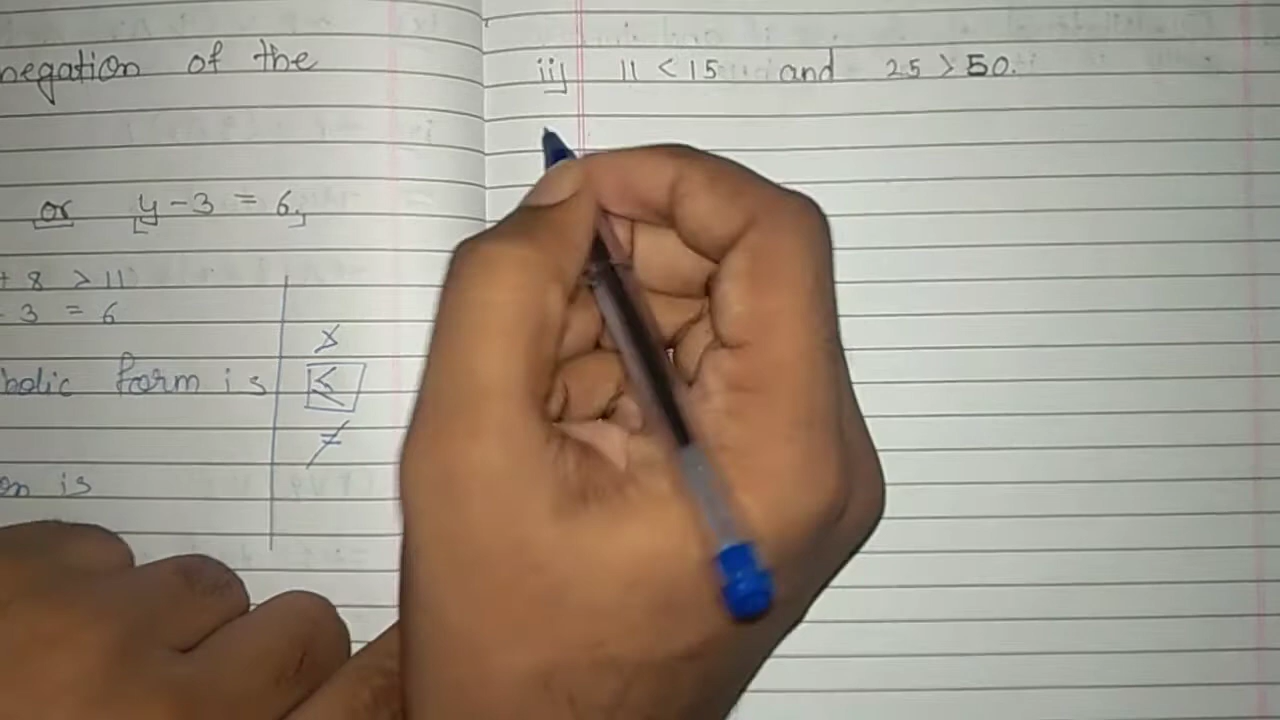 negation of the
or y - 3 = 6.
+ 8 > 11
- 3 = 6
bolic form is
>
≤
=
on is
ii) 11 < 15 and 25 > 50.